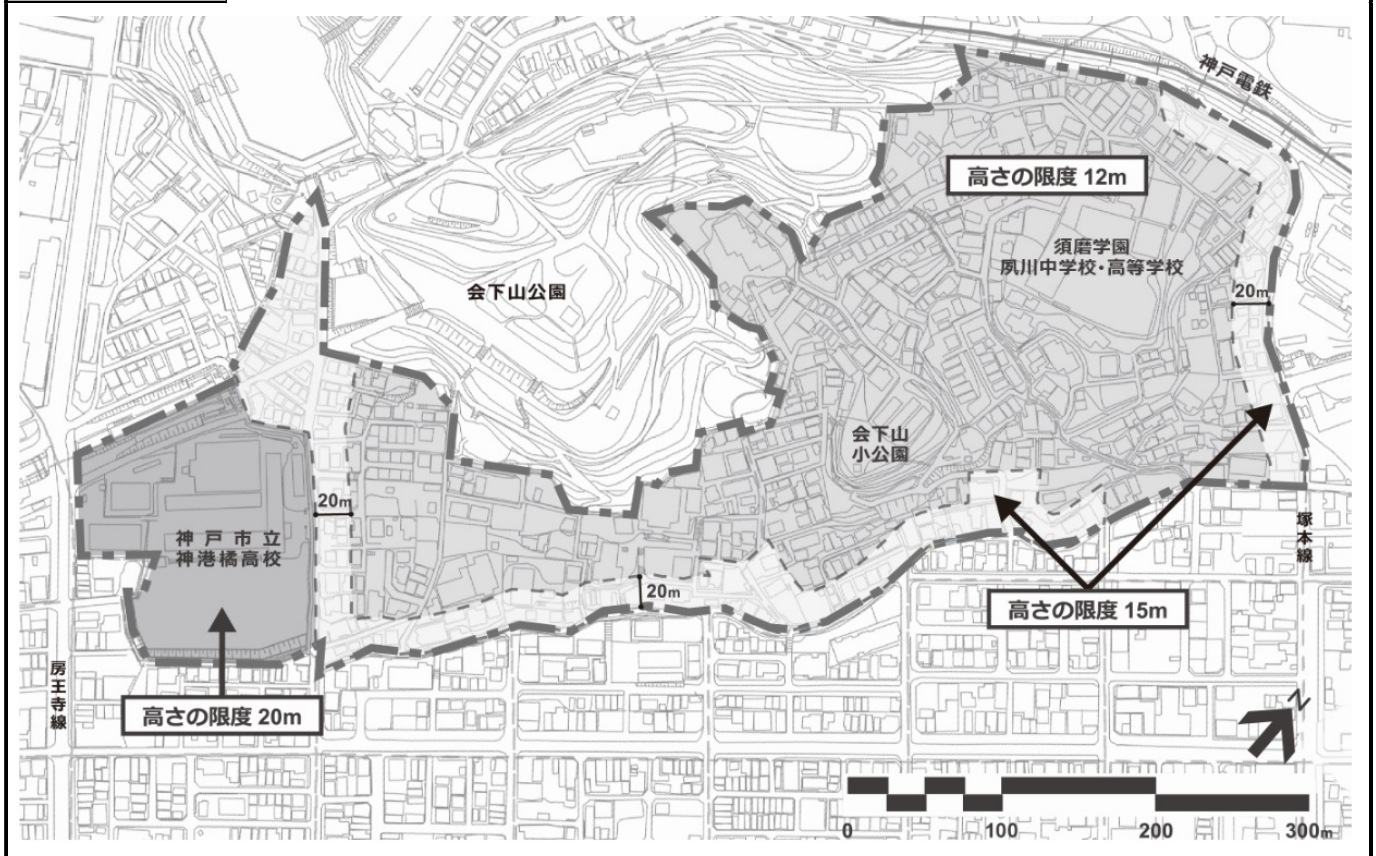 神戸電鉄
高さの限度 12m
須磨学園
夙川中学校・高等学校
会下山公園
20m
会下山
小公園
20m
神戸市立
神港橘高校
塚本線
20m
高さの限度 15m
房王寺線
高さの限度 20m
N
0 100 200 300m